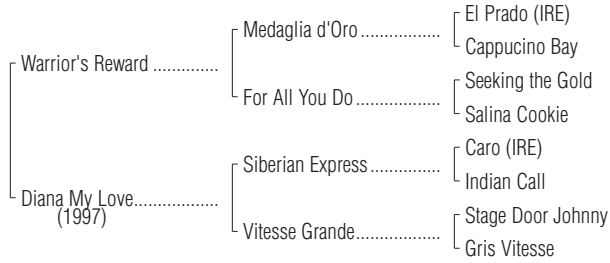 El Prado (IRE)
Medaglia d'Oro
Cappucino Bay
Warrior's Reward
Seeking the Gold
For All You Do
Salina Cookie
Caro (IRE)
Siberian Express
Indian Call
Diana My Love
(1997)
Stage Door Johnny
Vitesse Grande
Gris Vitesse